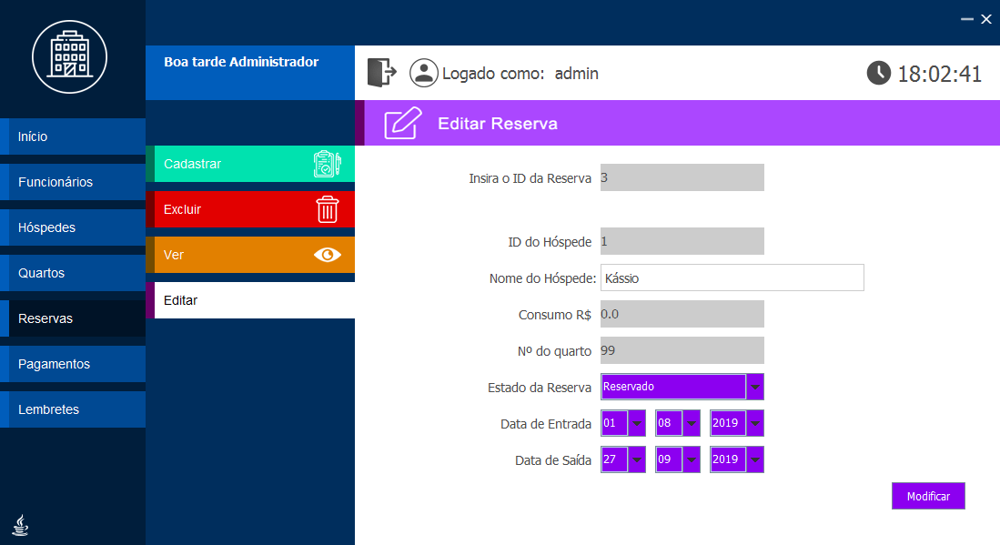 Boa tarde Administrador
Logado como: admin
18:02:41
Início
Funcionários
Hóspedes
Quartos
Reservas
Pagamentos
Lembretes
Cadastrar
Excluir
Ver
Editar
Editar Reserva
Insira o ID da Reserva 3
ID do Hóspede 1
Nome do Hóspede: Kássio
Consumo R$ 0.0
Nº do quarto 99
Estado da Reserva Reservado
Data de Entrada 01 08 2019
Data de Saída 27 09 2019
Modificar